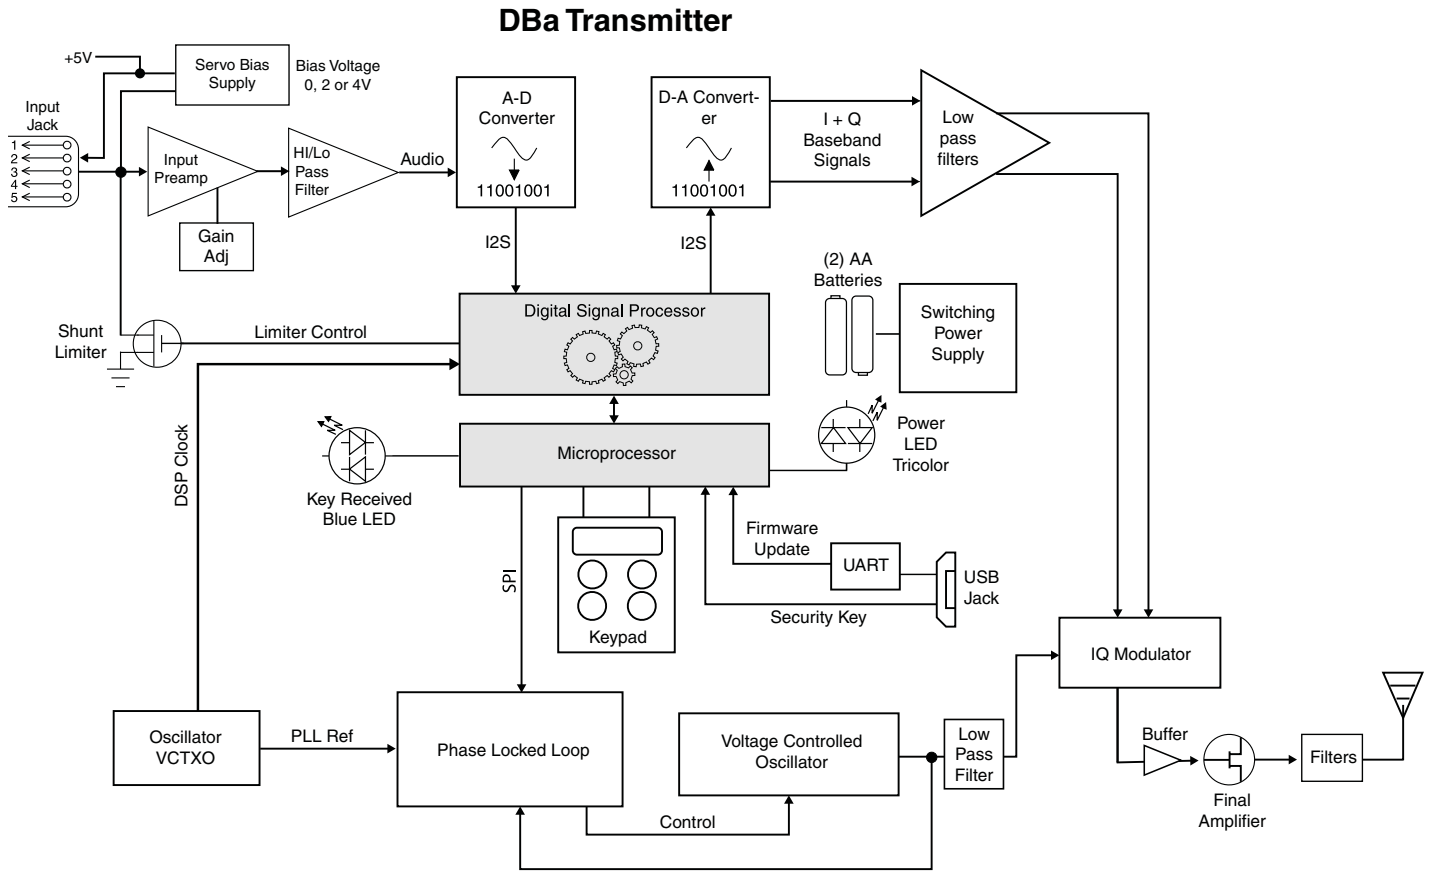 DBa Transmitter
+5V
Servo Bias
Supply
Bias Voltage
0, 2 or 4V
Input
Jack
1
2
3
4
5
Input
Preamp
Gain
Adj
HI/Lo
Pass
Filter
Audio
A-D
Converter
11001001
D-A Convert-
er
11001001
I + Q
Baseband
Signals
Low
pass
filters
I2S
I2S
(2) AA
Batteries
Switching
Power
Supply
Digital Signal Processor
Shunt
Limiter
Limiter Control
DSP Clock
Microprocessor
Key Received
Blue LED
Power
LED
Tricolor
Firmware
Update
UART
USB
Jack
Security Key
SPI
Keypad
IQ Modulator
Oscillator
VCTXO
PLL Ref
Phase Locked Loop
Voltage Controlled
Oscillator
Low
Pass
Filter
Control
Buffer
Final
Amplifier
Filters